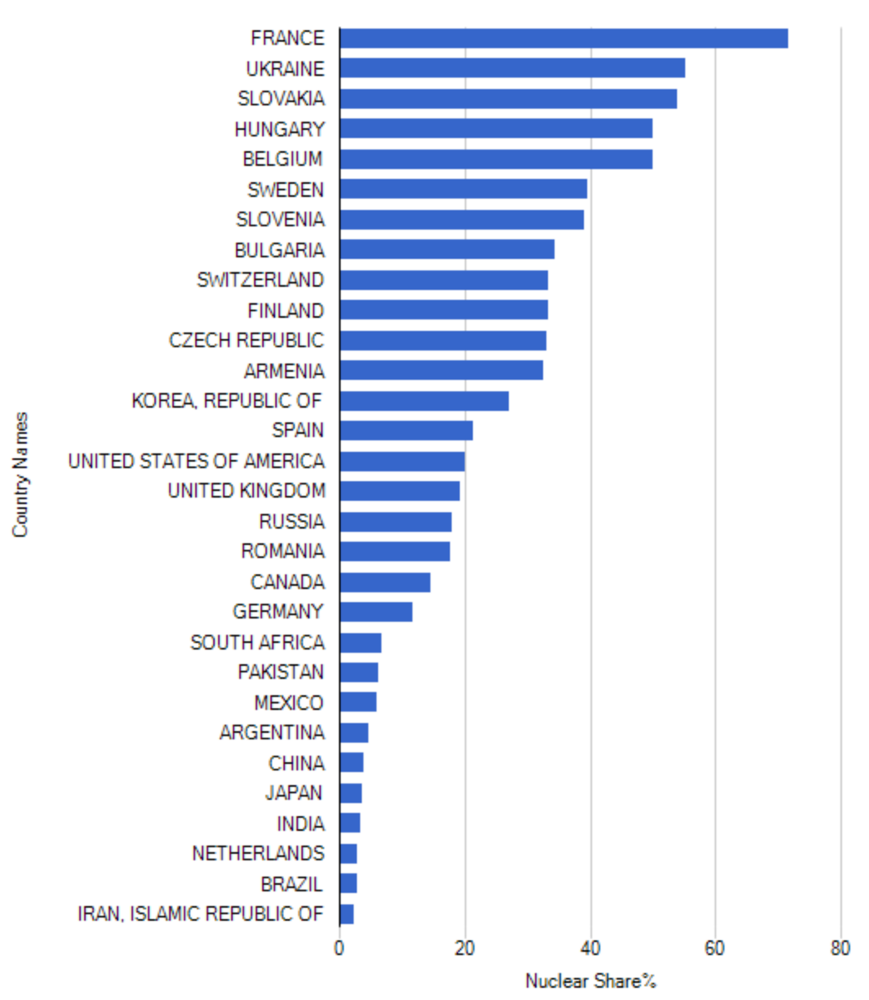 FRANCE
UKRAINE
SLOVAKIA
HUNGARY
BELGIUM
SWEDEN
SLOVENIA
BULGARIA
SWITZERLAND
FINLAND
CZECH REPUBLIC
ARMENIA
KOREA, REPUBLIC OF
SPAIN
UNITED STATES OF AMERICA
UNITED KINGDOM
RUSSIA
ROMANIA
CANADA
GERMANY
SOUTH AFRICA
PAKISTAN
MEXICO
ARGENTINA
CHINA
JAPAN
INDIA
NETHERLANDS
BRAZIL
IRAN, ISLAMIC REPUBLIC OF
Country Names
0 20 40 60 80
Nuclear Share%